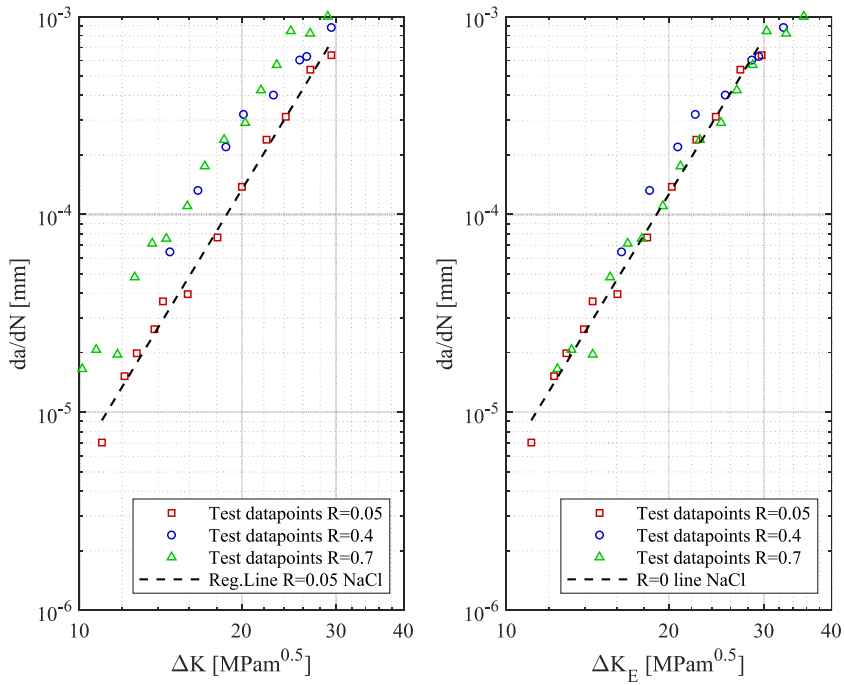 10^-3
10^-4
10^-5
10^-6
da/dN [mm]
10
20
30
40
ΔK [MPam^0.5]
Test datapoints R=0.05
Test datapoints R=0.4
Test datapoints R=0.7
Reg.Line R=0.05 NaCl
10^-3
10^-4
10^-5
10^-6
da/dN [mm]
10
20
30
40
ΔK_E [MPam^0.5]
Test datapoints R=0.05
Test datapoints R=0.4
Test datapoints R=0.7
R=0 line NaCl